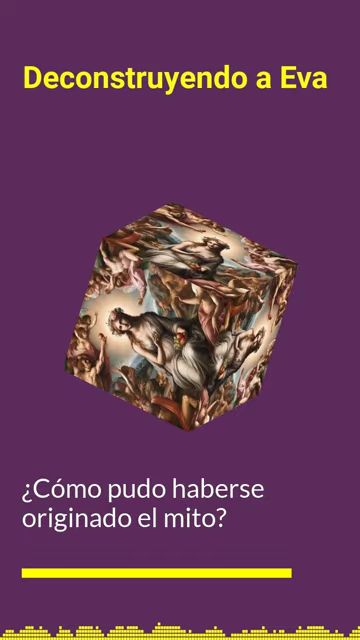 Deconstruyendo a Eva
¿Cómo pudo haberse
originado el mito?